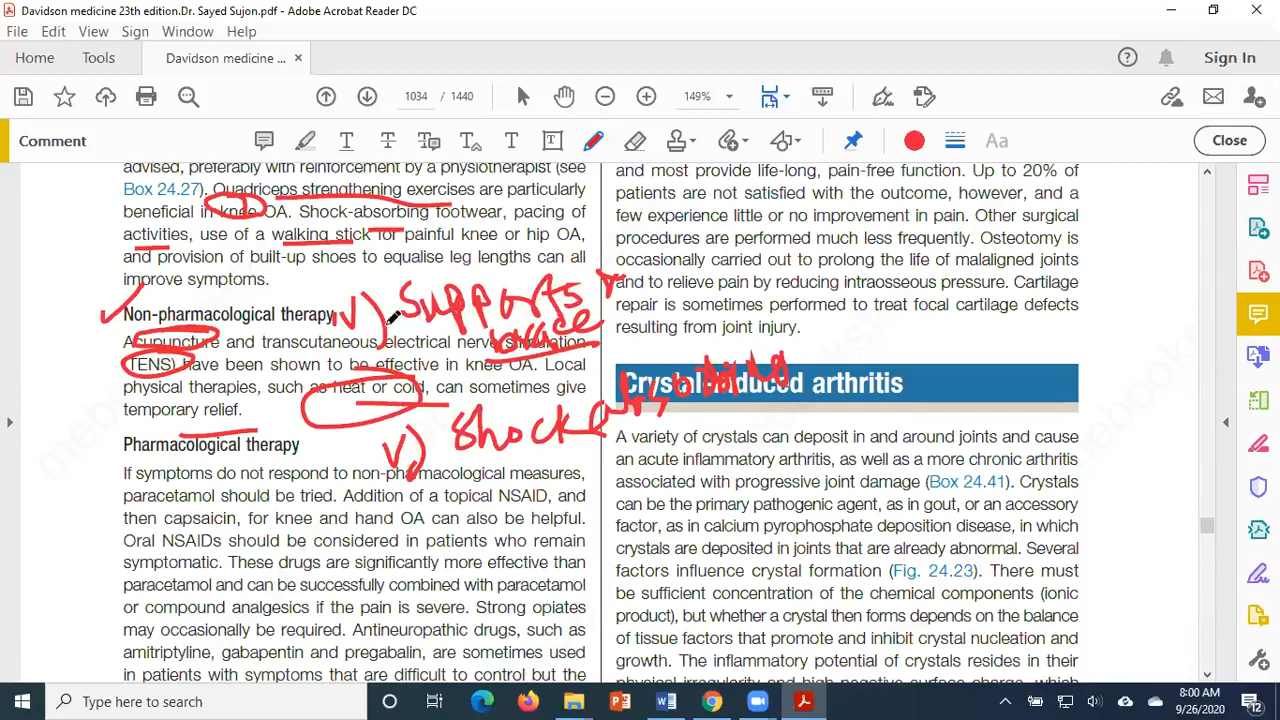 Davidson medicine 23th edition.Dr. Sayed Sujon.pdf - Adobe Acrobat Reader DC
File Edit View Sign Window Help
Home Tools Davidson medicine ... × Sign In
1034 / 1440 149%
Comment Close
advised, preferably with reinforcement by a physiotherapist (see
Box 24.27). Quadriceps strengthening exercises are particularly
beneficial in knee OA. Shock-absorbing footwear, pacing of
activities, use of a walking stick for painful knee or hip OA,
and provision of built-up shoes to equalise leg lengths can all
improve symptoms.
Non-pharmacological therapy
Acupuncture and transcutaneous electrical nerve stimulation
(TENS) have been shown to be effective in knee OA. Local
physical therapies, such as heat or cold, can sometimes give
temporary relief.
Pharmacological therapy
If symptoms do not respond to non-pharmacological measures,
paracetamol should be tried. Addition of a topical NSAID, and
then capsaicin, for knee and hand OA can also be helpful.
Oral NSAIDs should be considered in patients who remain
symptomatic. These drugs are significantly more effective than
paracetamol and can be successfully combined with paracetamol
or compound analgesics if the pain is severe. Strong opiates
may occasionally be required. Antineuropathic drugs, such as
amitriptyline, gabapentin and pregabalin, are sometimes used
in patients with symptoms that are difficult to control but the
iv) Supports
brace
v) Shock absorbing
and most provide life-long, pain-free function. Up to 20% of
patients are not satisfied with the outcome, however, and a
few experience little or no improvement in pain. Other surgical
procedures are performed much less frequently. Osteotomy is
occasionally carried out to prolong the life of malaligned joints
and to relieve pain by reducing intraosseous pressure. Cartilage
repair is sometimes performed to treat focal cartilage defects
resulting from joint injury.
Crystal-induced arthritis
A variety of crystals can deposit in and around joints and cause
an acute inflammatory arthritis, as well as a more chronic arthritis
associated with progressive joint damage (Box 24.41). Crystals
can be the primary pathogenic agent, as in gout, or an accessory
factor, as in calcium pyrophosphate deposition disease, in which
crystals are deposited in joints that are already abnormal. Several
factors influence crystal formation (Fig. 24.23). There must
be sufficient concentration of the chemical components (ionic
product), but whether a crystal then forms depends on the balance
of tissue factors that promote and inhibit crystal nucleation and
growth. The inflammatory potential of crystals resides in their
physical irregularity and high negative surface charge, which
Type here to search
8:00 AM
9/26/2020
12